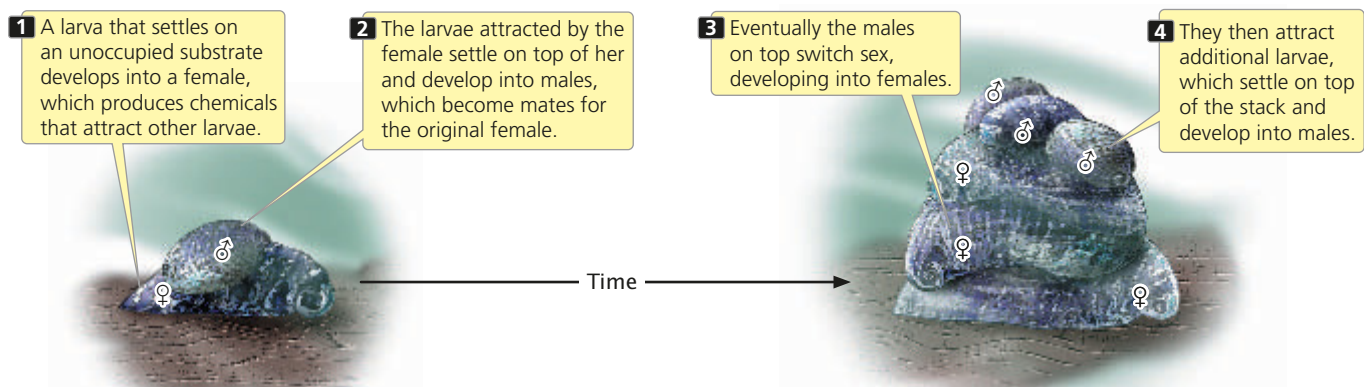 1 A larva that settles on
an unoccupied substrate
develops into a female,
which produces chemicals
that attract other larvae.
2 The larvae attracted by the
female settle on top of her
and develop into males,
which become mates for
the original female.
3 Eventually the males
on top switch sex,
developing into females.
4 They then attract
additional larvae,
which settle on top
of the stack and
develop into males.
♂
♀
Time
♂
♂
♂
♀
♀
♀